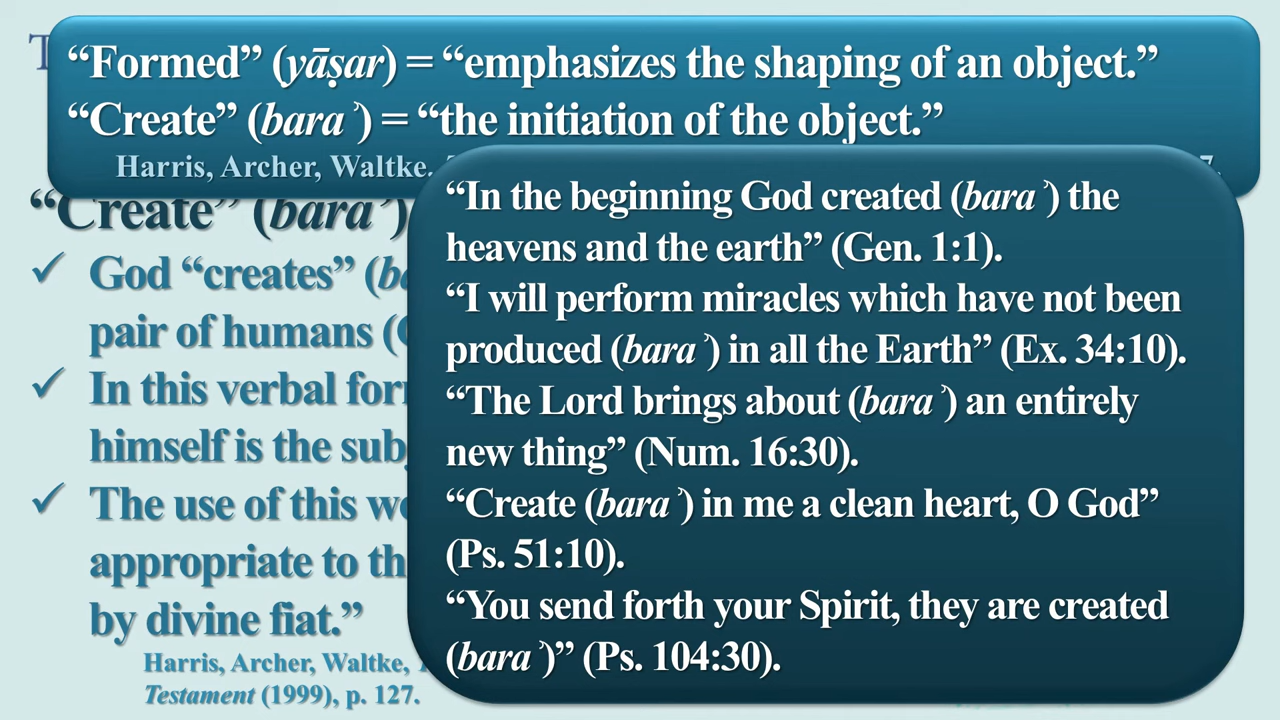 “Formed” (yāṣar) = “emphasizes the shaping of an object.”
“Create” (bara ʾ) = “the initiation of the object.”
Harris, Archer, Waltke.
“Create” (bara ʾ)
God “creates”
pair of humans
In this verbal
himself is the
The use of this
appropriate to
by divine fiat.”
Harris, Archer, Waltke,
Testament (1999), p. 127.
“In the beginning God created (bara ʾ) the
heavens and the earth” (Gen. 1:1).
“I will perform miracles which have not been
produced (bara ʾ) in all the Earth” (Ex. 34:10).
“The Lord brings about (bara ʾ) an entirely
new thing” (Num. 16:30).
“Create (bara ʾ) in me a clean heart, O God”
(Ps. 51:10).
“You send forth your Spirit, they are created
(bara ʾ)” (Ps. 104:30).